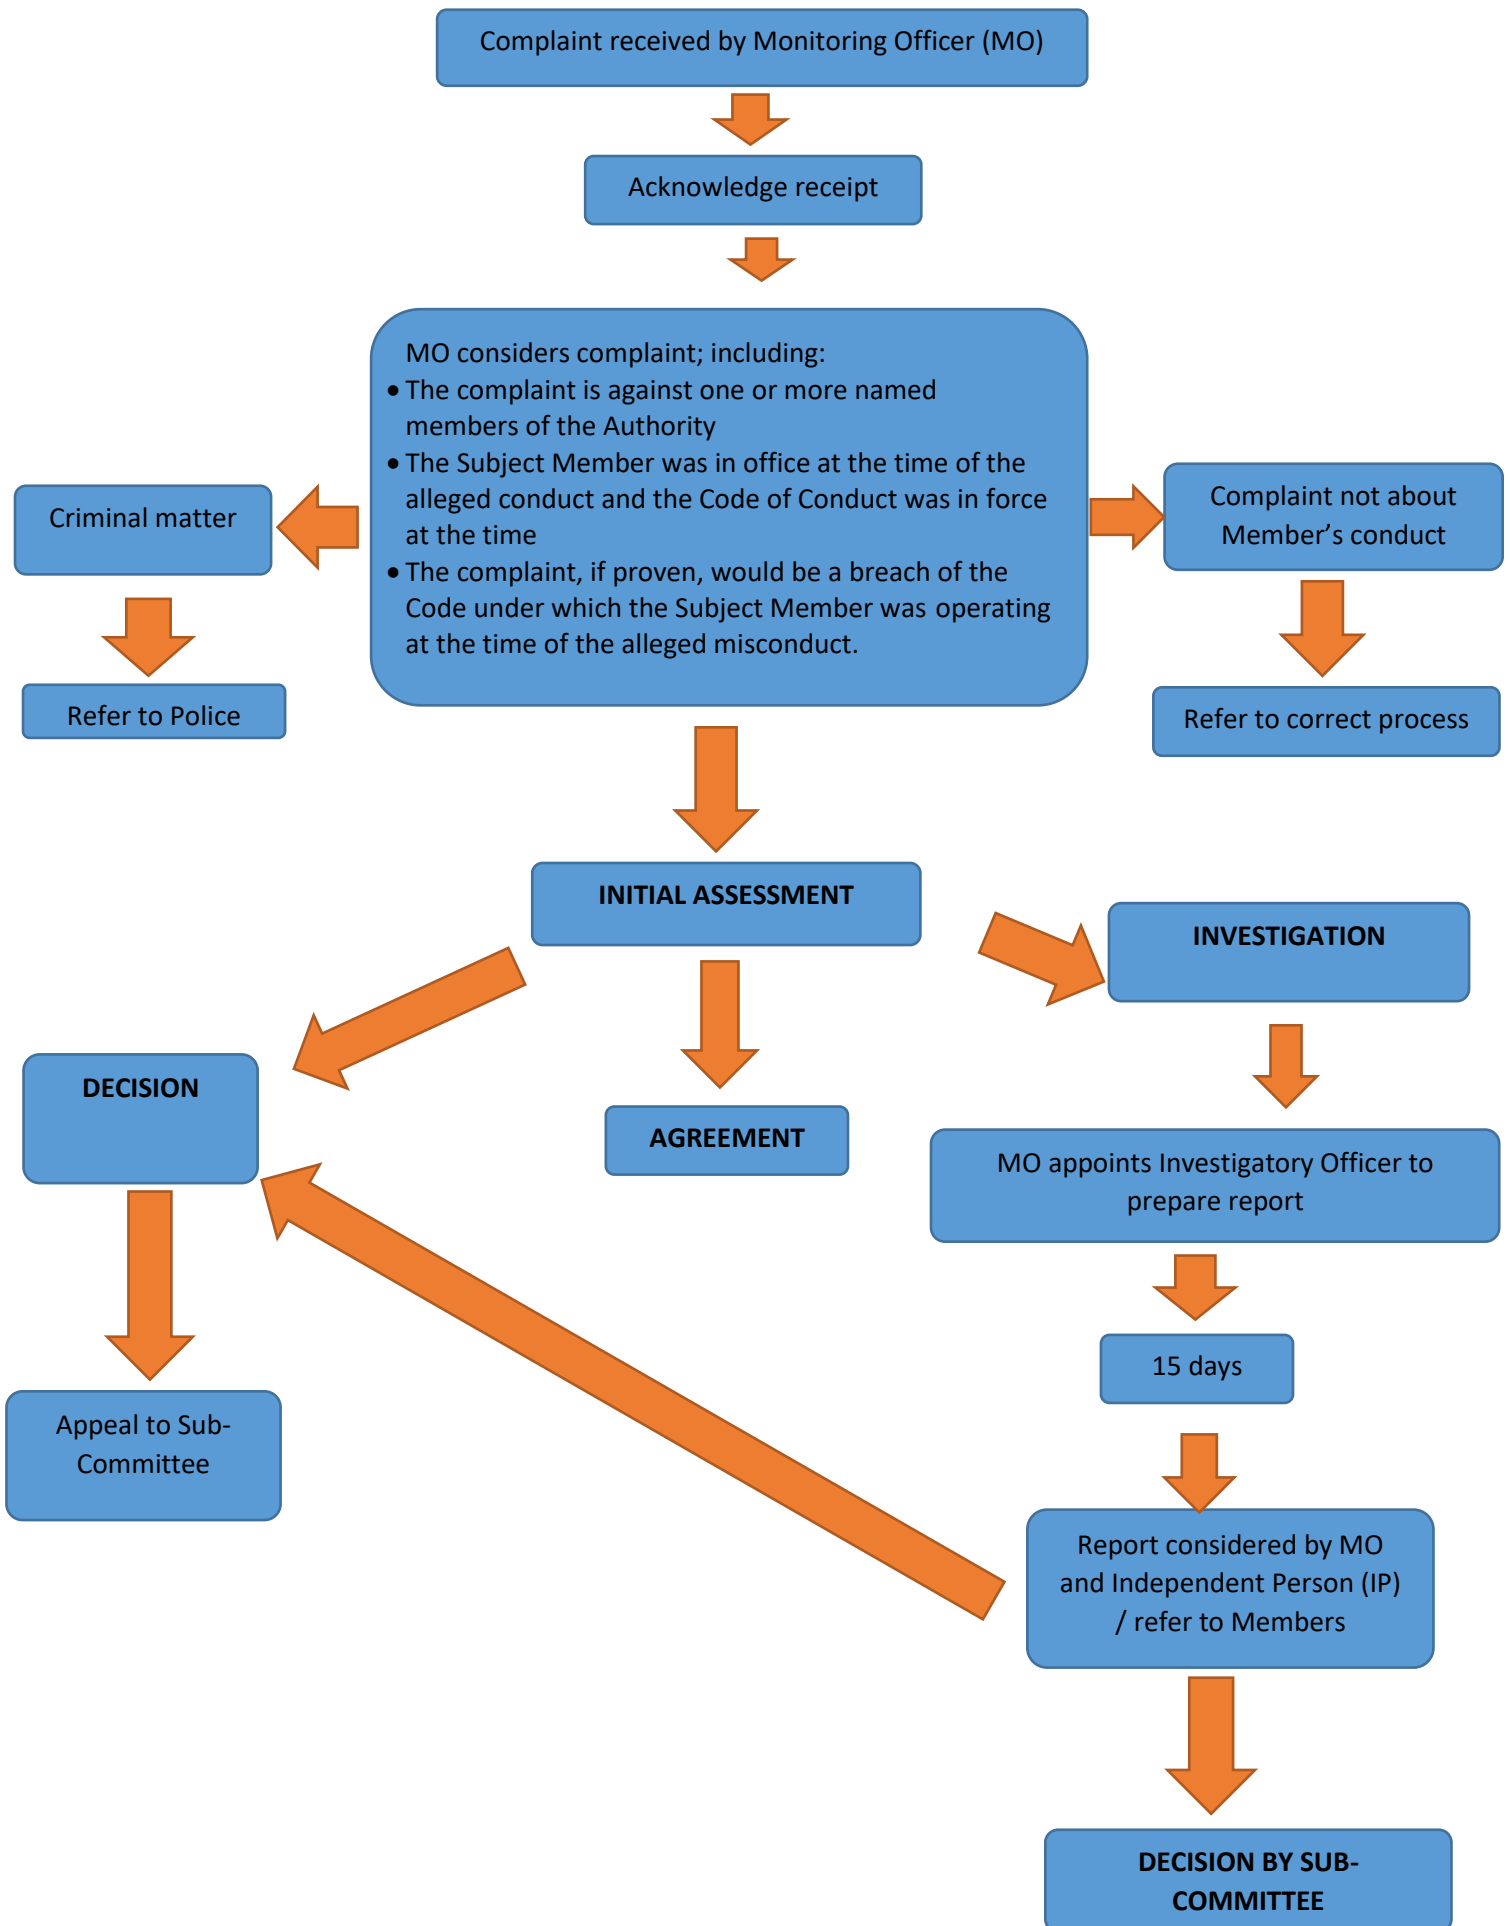 Complaint received by Monitoring Officer (MO)
Acknowledge receipt
MO considers complaint; including:
• The complaint is against one or more named
members of the Authority
• The Subject Member was in office at the time of the
alleged conduct and the Code of Conduct was in force
at the time
• The complaint, if proven, would be a breach of the
Code under which the Subject Member was operating
at the time of the alleged misconduct.
Criminal matter
Complaint not about
Member’s conduct
Refer to Police
Refer to correct process
INITIAL ASSESSMENT
INVESTIGATION
DECISION
AGREEMENT
MO appoints Investigatory Officer to
prepare report
15 days
Appeal to Sub-
Committee
Report considered by MO
and Independent Person (IP)
/ refer to Members
DECISION BY SUB-
COMMITTEE